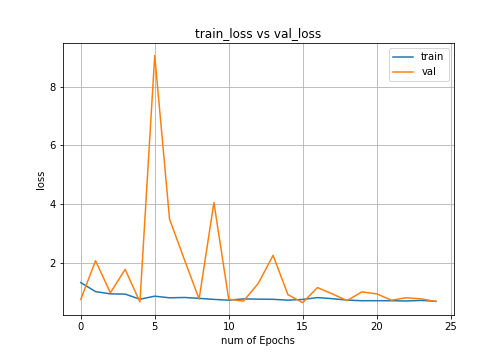 train_loss vs val_loss
train
val
8
6
4
2
loss
0 5 10 15 20 25
num of Epochs